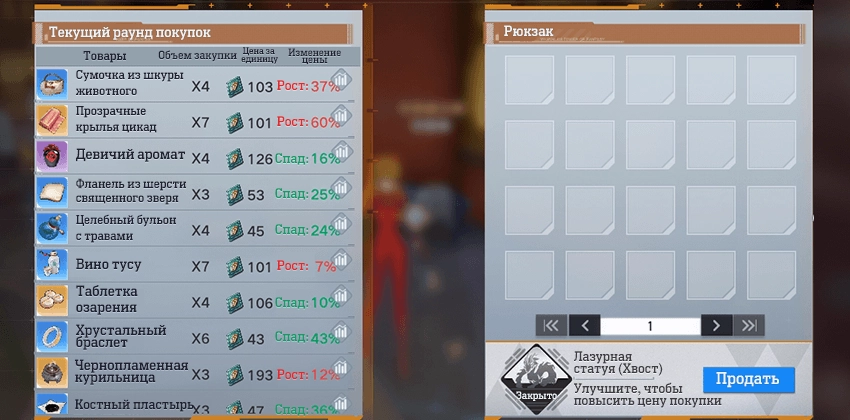 Текущий раунд покупок
Товары Объем закупки Цена за единицу Изменение цены
Сумочка из шкуры животного X4 103 Рост: 37%
Прозрачные крылья цикад X7 101 Рост: 60%
Девичий аромат X4 126 Спад: 16%
Фланель из шерсти священного зверя X3 53 Спад: 25%
Целебный бульон с травами X4 45 Спад: 24%
Вино тусу X7 101 Рост: 7%
Таблетка озарения X4 106 Спад: 10%
Хрустальный браслет X6 43 Спад: 43%
Чернопламенная курильница X3 193 Рост: 12%
Костный пластырь X3 47 Спад: 36%
Рюкзак
1
Закрыто
Лазурная
статуя (Хвост)
Улучшите, чтобы
повысить цену покупки
Продать